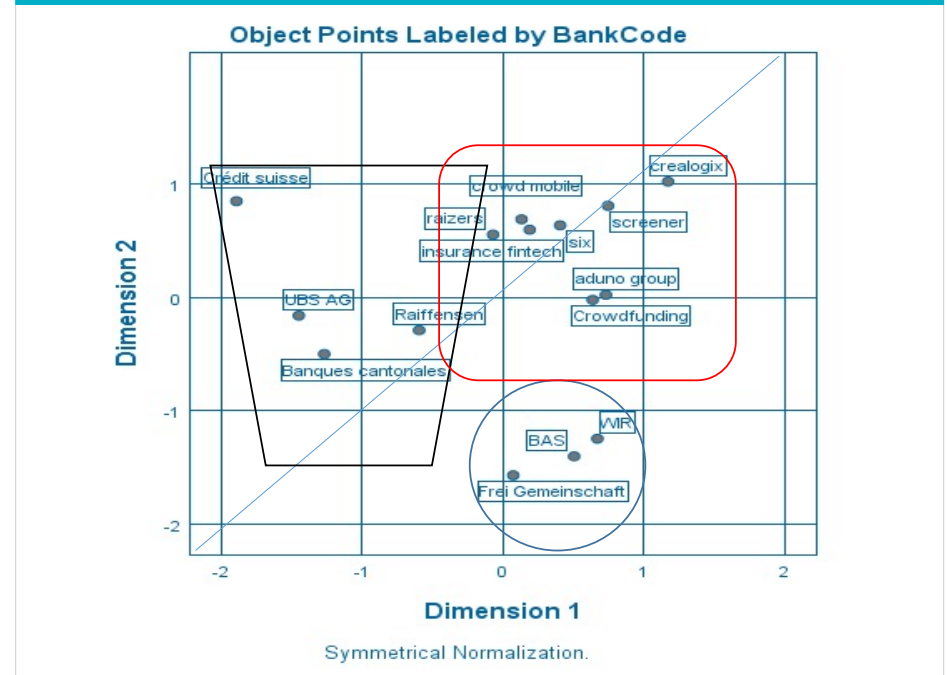 Object Points Labeled by BankCode
crealogix
Crédit suisse
1
crowd mobile
raizers
screener
six
insurance fintech
aduno group
UBS AG
0
Raiffensen
Crowdfunding
Banques cantonales
-1
WIR
BAS
Frei Gemeinschaft
-2
-2 -1 0 1 2
Dimension 2
Dimension 1
Symmetrical Normalization.